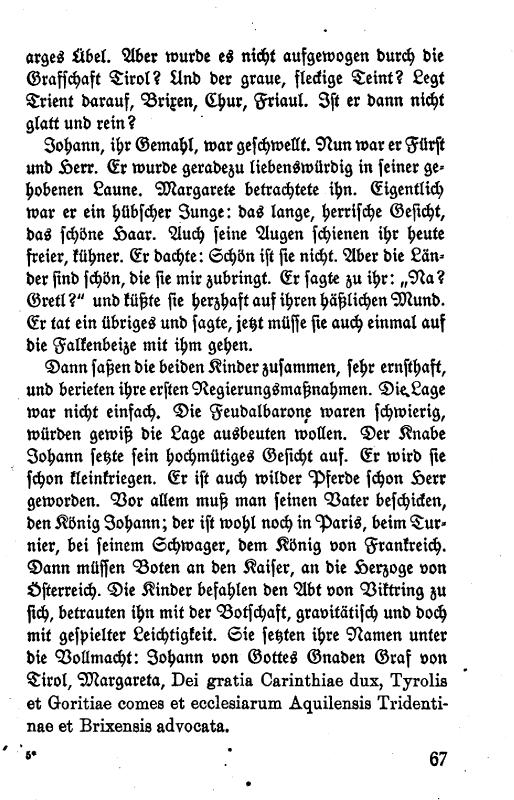 arges Übel. Aber wurde es nicht aufgewogen durch die
Grafschaft Tirol? Und der graue, fleckige Teint? Legt
Trient darauf, Brixen, Chur, Friaul. Ist er dann nicht
glatt und rein?
Johann, ihr Gemahl, war geschwellt. Nun war er Fürst
und Herr. Er wurde geradezu liebenswürdig in seiner ge-
hobenen Laune. Margarete betrachtete ihn. Eigentlich
war er ein hübscher Junge: das lange, herrische Gesicht,
das schöne Haar. Auch seine Augen schienen ihr heute
freier, kühner. Er dachte: Schön ist sie nicht. Aber die Län-
der sind schön, die sie mir zubringt. Er sagte zu ihr: „Na?
Gretl?“ und küßte sie herzhaft auf ihren häßlichen Mund.
Er tat ein übriges und sagte, jetzt müsse sie auch einmal auf
die Falkenbeize mit ihm gehen.
Dann saßen die beiden Kinder zusammen, sehr ernsthaft,
und berieten ihre ersten Regierungsmaßnahmen. Die Lage
war nicht einfach. Die Feudalbarone waren schwierig,
würden gewiß die Lage ausbeuten wollen. Der Knabe
Johann setzte sein hochmütiges Gesicht auf. Er wird sie
schon kleinkriegen. Er ist auch wilder Pferde schon Herr
geworden. Vor allem muß man seinen Vater beschicken,
den König Johann; der ist wohl noch in Paris, beim Tur-
nier, bei seinem Schwager, dem König von Frankreich.
Dann müssen Boten an den Kaiser, an die Herzoge von
Österreich. Die Kinder befahlen den Abt von Viktring zu
sich, betrauten ihn mit der Botschaft, gravitätisch und doch
mit gespielter Leichtigkeit. Sie setzten ihre Namen unter
die Vollmacht: Johann von Gottes Gnaden Graf von
Tirol, Margareta, Dei gratia Carinthiae dux, Tyrolis
et Goritiae comes et ecclesiarum Aquilensis Tridenti-
nae et Brixensis advocata.
5*
67